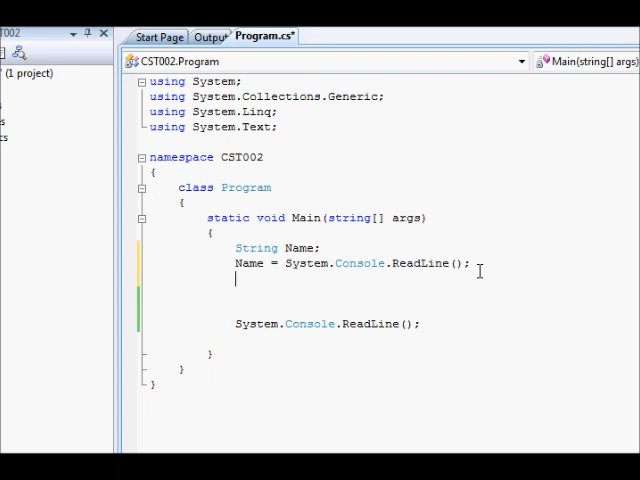 T002
Start Page Outpu* Program.cs*
CST002.Program Main(string[] args)
' (1 project)
using System;
using System.Collections.Generic;
using System.Linq;
using System.Text;
namespace CST002
{
class Program
{
static void Main(string[] args)
{
String Name;
Name = System.Console.ReadLine();
System.Console.ReadLine();
}
}
}